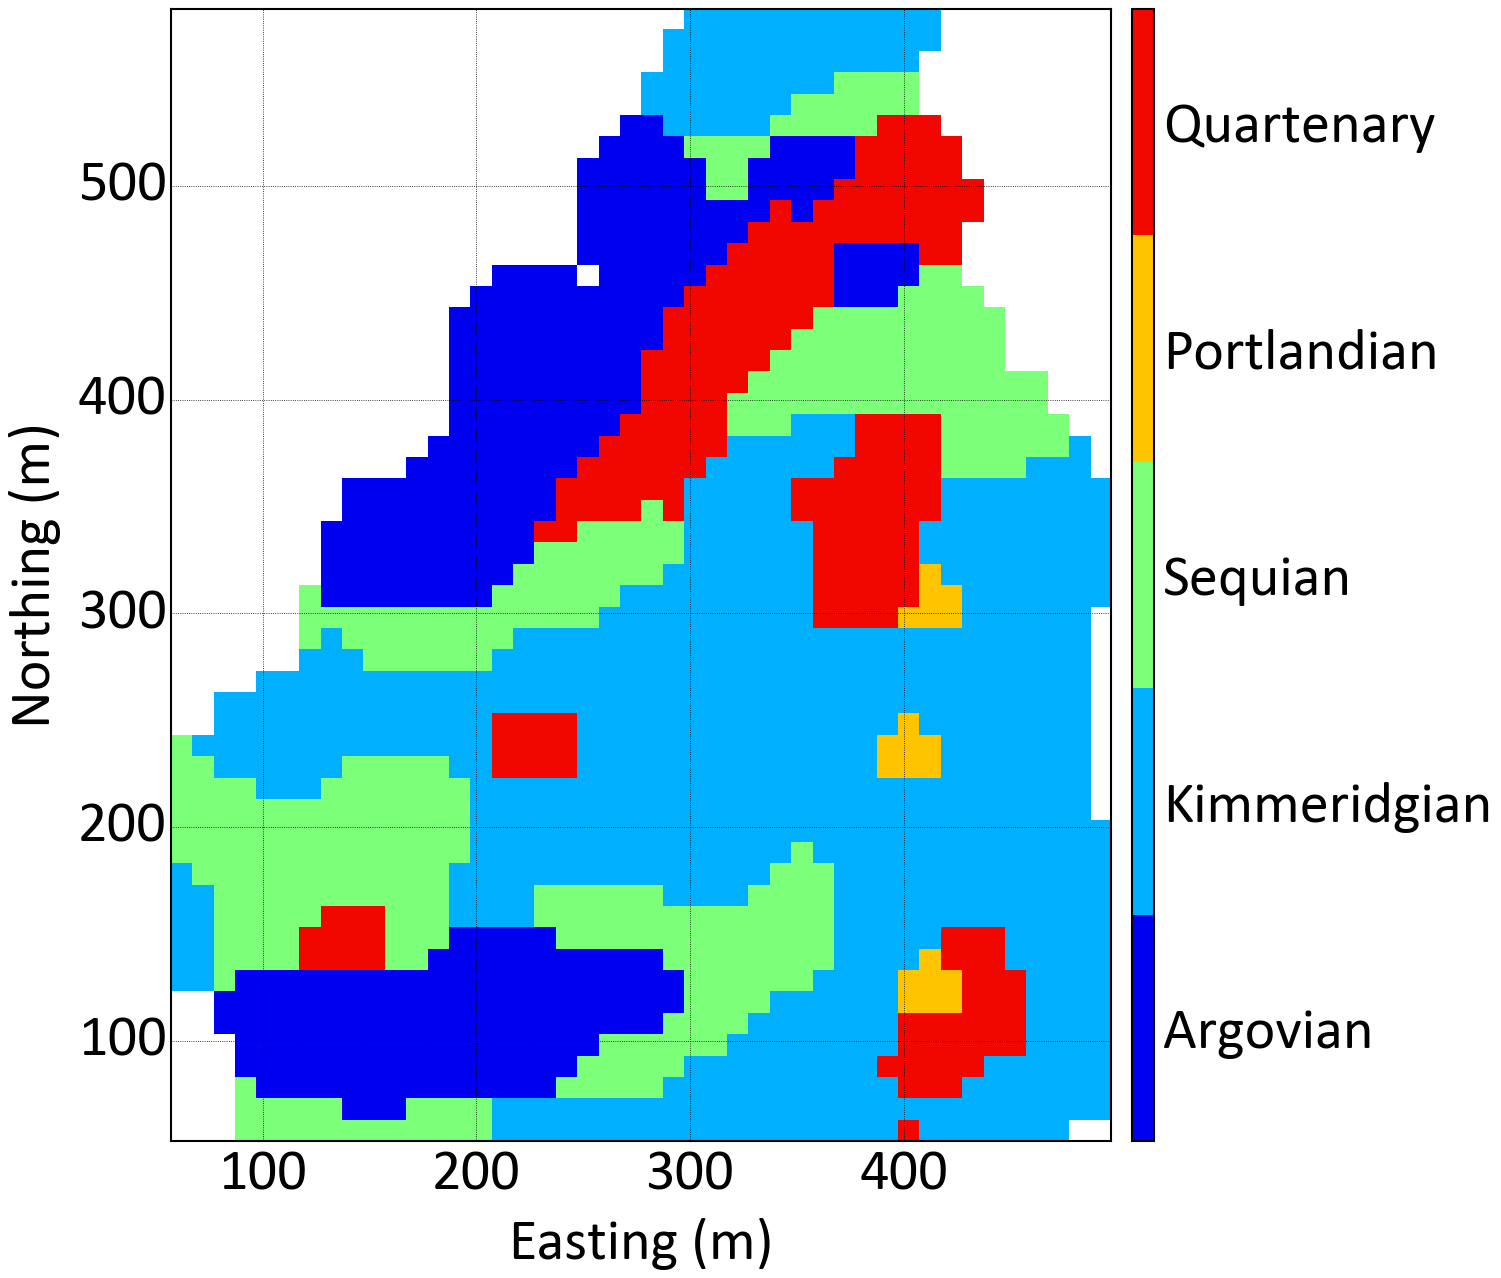 Quartenary
500
Portlandian
400
Northing (m)
Sequian
300
Kimmeridgian
200
Argovian
100
100 200 300 400
Easting (m)